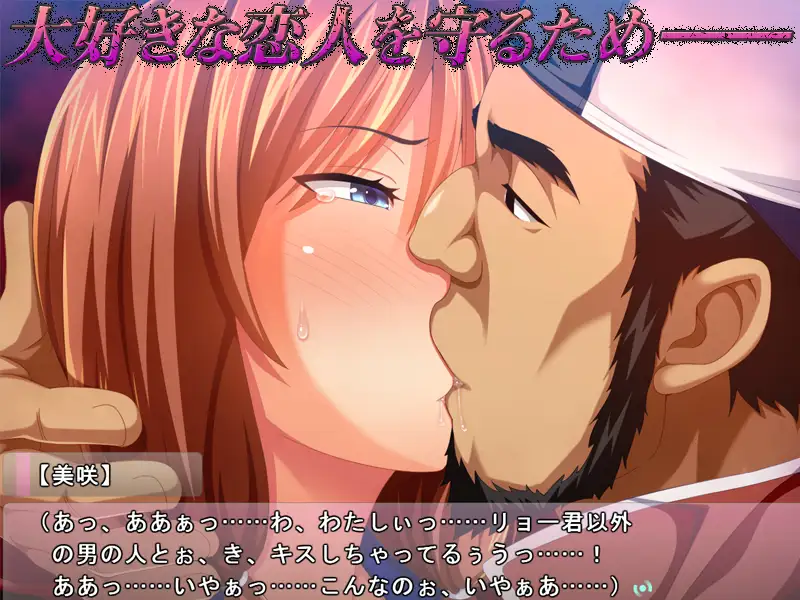 大好きな恋人を守るため―――
【美咲】
（あっ、ああぁっ……わ、わたしぃっ……リョー君以外
の男の人とぉ、き、キスしちゃってるぅうっ……！
ああっ……いやぁっ……こんなのぉ、いやぁあ……）